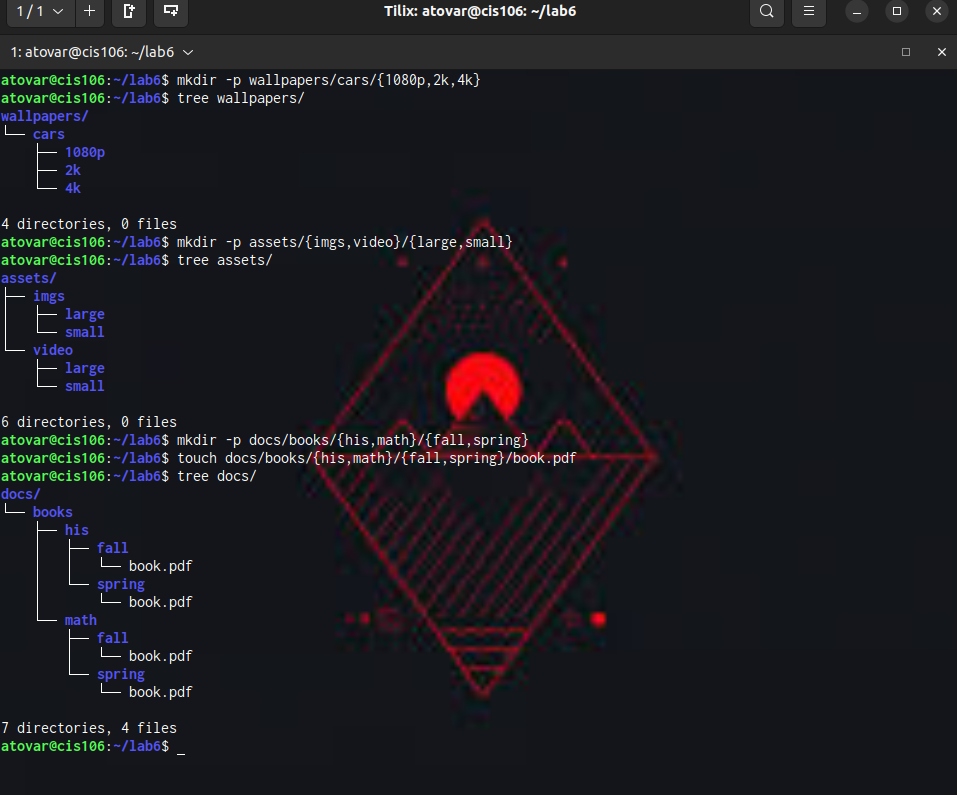 1 / 1
Tilix: atovar@cis106: ~/lab6
1: atovar@cis106: ~/lab6
atovar@cis106:~/lab6$ mkdir -p wallpapers/cars/{1080p,2k,4k}
atovar@cis106:~/lab6$ tree wallpapers/
wallpapers/
└── cars
    ├── 1080p
    ├── 2k
    └── 4k

4 directories, 0 files
atovar@cis106:~/lab6$ mkdir -p assets/{imgs,video}/{large,small}
atovar@cis106:~/lab6$ tree assets/
assets/
├── imgs
│   ├── large
│   └── small
└── video
    ├── large
    └── small

6 directories, 0 files
atovar@cis106:~/lab6$ mkdir -p docs/books/{his,math}/{fall,spring}
atovar@cis106:~/lab6$ touch docs/books/{his,math}/{fall,spring}/book.pdf
atovar@cis106:~/lab6$ tree docs/
docs/
└── books
    ├── his
    │   ├── fall
    │   │   └── book.pdf
    │   └── spring
    │       └── book.pdf
    └── math
        ├── fall
        │   └── book.pdf
        └── spring
            └── book.pdf

7 directories, 4 files
atovar@cis106:~/lab6$ _